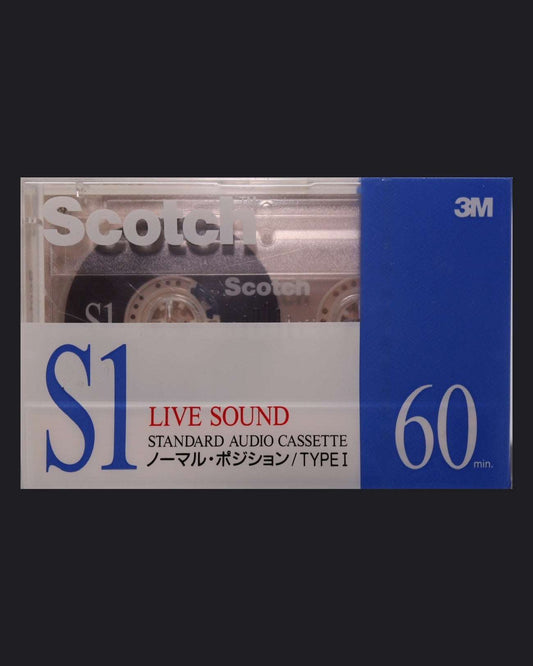 Scotch
3M
Scotch
S1
S1
LIVE SOUND
STANDARD AUDIO CASSETTE
ノーマル・ポジション/TYPE I
60 min.